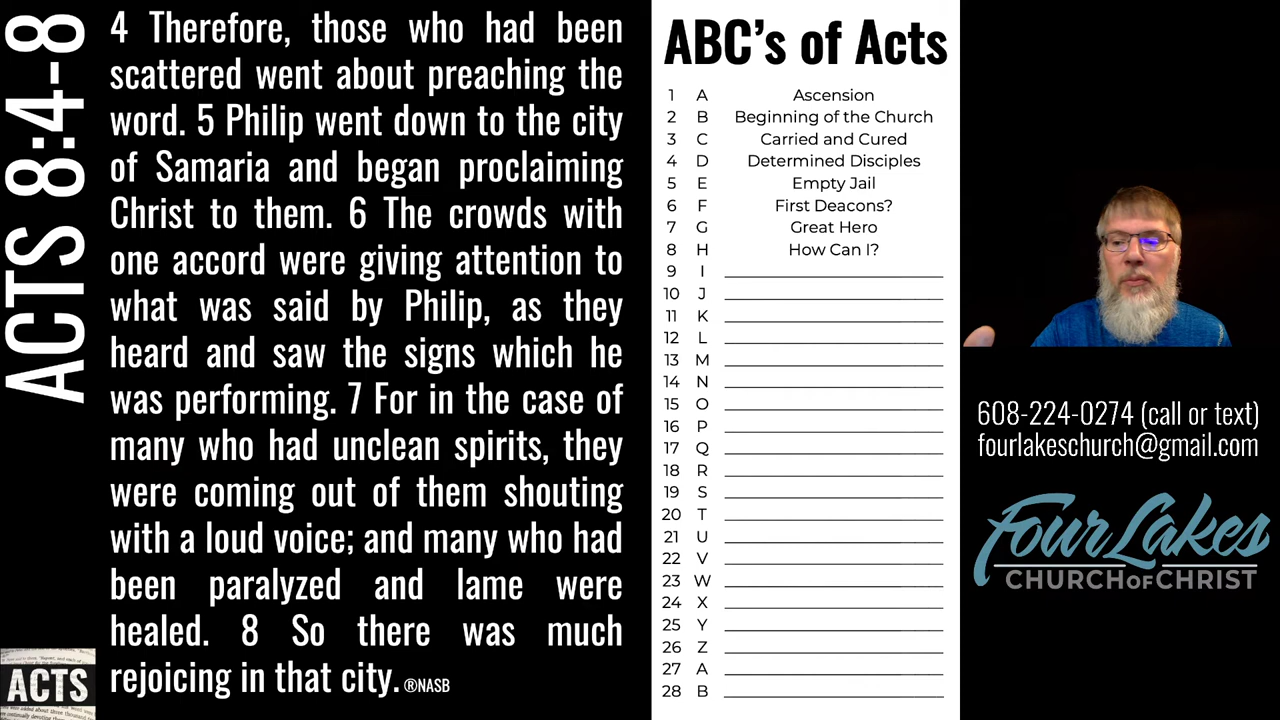 ACTS 8:4-8
4 Therefore, those who had been
scattered went about preaching the
word. 5 Philip went down to the city
of Samaria and began proclaiming
Christ to them. 6 The crowds with
one accord were giving attention to
what was said by Philip, as they
heard and saw the signs which he
was performing. 7 For in the case of
many who had unclean spirits, they
were coming out of them shouting
with a loud voice; and many who had
been paralyzed and lame were
healed. 8 So there was much
rejoicing in that city. ®NASB
ACTS
ABC’s of Acts
1 A Ascension
2 B Beginning of the Church
3 C Carried and Cured
4 D Determined Disciples
5 E Empty Jail
6 F First Deacons?
7 G Great Hero
8 H How Can I?
9 I
10 J
11 K
12 L
13 M
14 N
15 O
16 P
17 Q
18 R
19 S
20 T
21 U
22 V
23 W
24 X
25 Y
26 Z
27 A
28 B
608-224-0274 (call or text)
fourlakeschurch@gmail.com
Four Lakes
CHURCH OF CHRIST